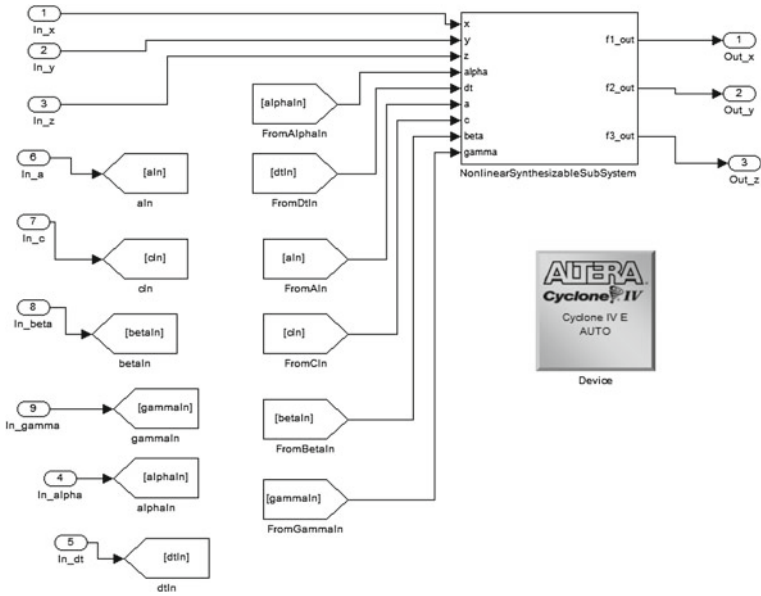 1
In_x
2
In_y
3
In_z
6
In_a
[aIn]
aIn
7
In_c
[cIn]
cIn
8
In_beta
[betaIn]
betaIn
9
In_gamma
[gammaIn]
gammaIn
4
In_alpha
[alphaIn]
alphaIn
5
In_dt
[dtIn]
dtIn
[alphaIn]
FromAlphaIn
[dtIn]
FromDtIn
[aIn]
FromAIn
[cIn]
FromCIn
[betaIn]
FromBetaIn
[gammaIn]
FromGammaIn
x
y
z
alpha
dt
a
c
beta
gamma
f1_out
f2_out
f3_out
NonlinearSynthesizableSubSystem
1
Out_x
2
Out_y
3
Out_z
ALTERA
Cyclone IV
Cyclone IV E
AUTO
Device